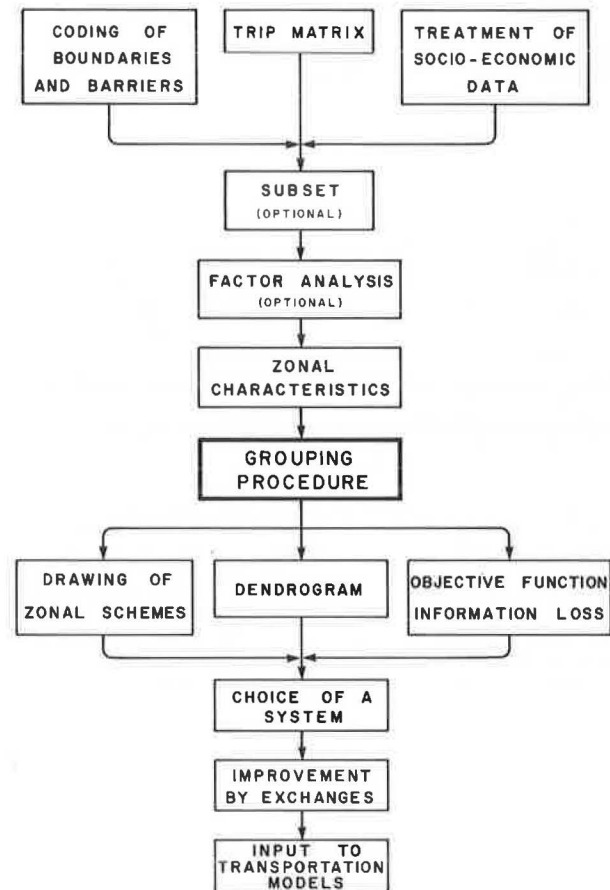 CODING OF
BOUNDARIES
AND BARRIERS
TRIP MATRIX
TREATMENT OF
SOCIO-ECONOMIC
DATA
SUBSET
(OPTIONAL)
FACTOR ANALYSIS
(OPTIONAL)
ZONAL
CHARACTERISTICS
GROUPING
PROCEDURE
DRAWING OF
ZONAL SCHEMES
DENDROGRAM
OBJECTIVE FUNCTION
INFORMATION LOSS
CHOICE OF A
SYSTEM
IMPROVEMENT
BY EXCHANGES
INPUT TO
TRANSPORTATION
MODELS